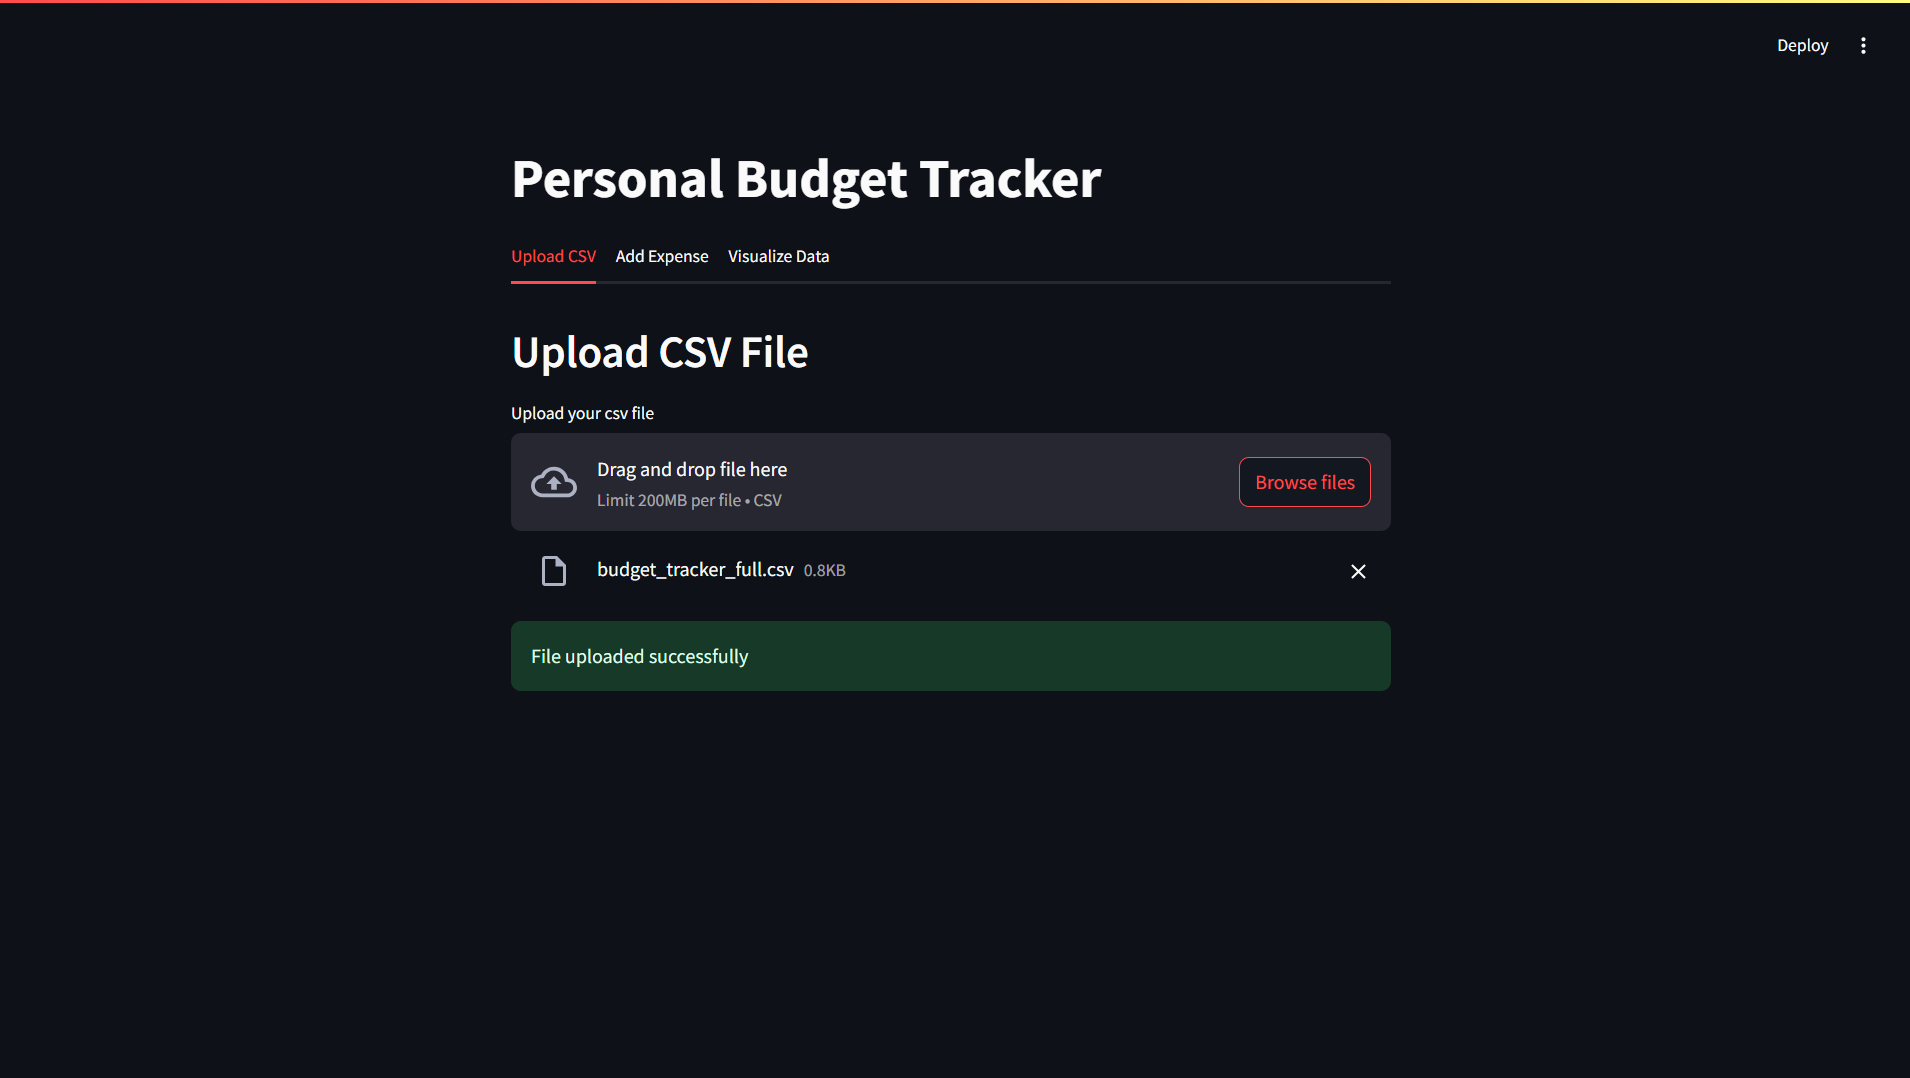 Deploy
Personal Budget Tracker
Upload CSV Add Expense Visualize Data
Upload CSV File
Upload your csv file
Drag and drop file here
Limit 200MB per file • CSV
Browse files
budget_tracker_full.csv 0.8KB
File uploaded successfully